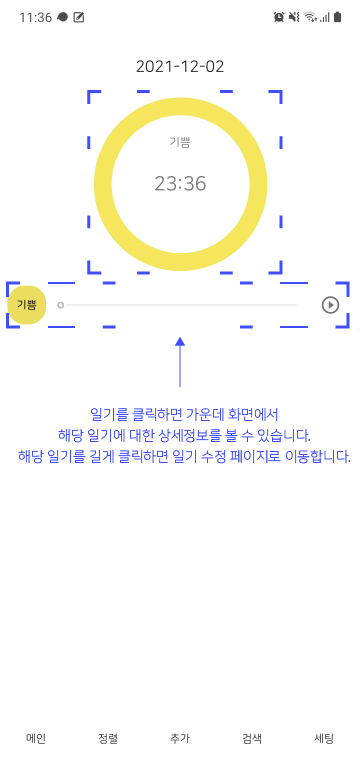 11:36
2021-12-02
기쁨
23:36
기쁨
일기를 클릭하면 가운데 화면에서
해당 일기에 대한 상세정보를 볼 수 있습니다.
해당 일기를 길게 클릭하면 일기 수정 페이지로 이동합니다.
메인 정렬 추가 검색 세팅